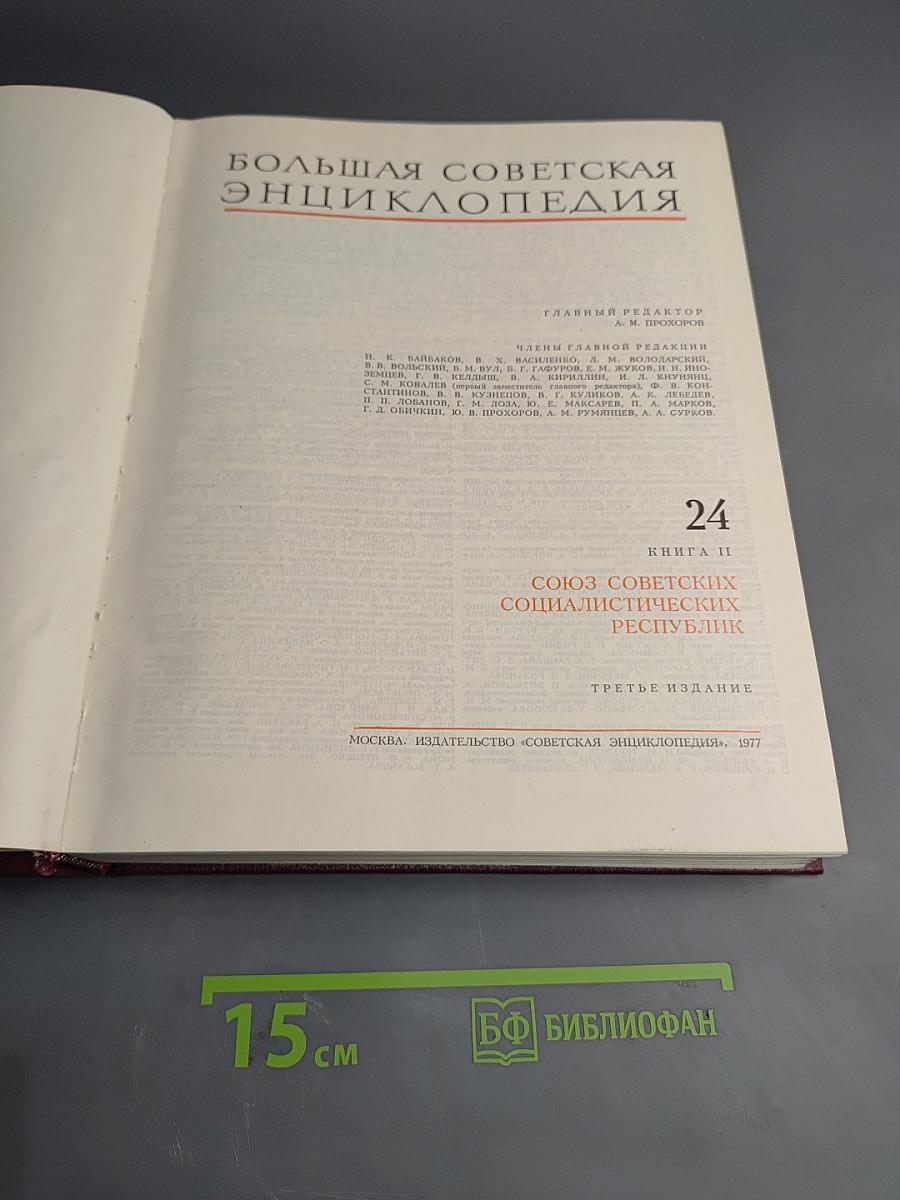 БОЛЬШАЯ СОВЕТСКАЯ
ЭНЦИКЛОПЕДИЯ
ГЛАВНЫЙ РЕДАКТОР
А. М. ПРОХОРОВ
ЧЛЕНЫ ГЛАВНОЙ РЕДАКЦИИ
Н. К. БАЙБАКОВ, В. Х. ВАСИЛЕНКО, Л. М. ВОЛОДАРСКИЙ,
В. В. ВОЛЬСКИЙ, Б. М. ВУЛ, Б. Г. ГАФУРОВ, Е. М. ЖУКОВ, Н. Н. ИНО-
ЗЕМЦЕВ, Г. В. КЕЛДЫШ, В. А. КИРИЛЛИН, И. Л. КНУНЯНЦ,
С. М. КОВАЛЕВ (первый заместитель главного редактора), Ф. В. КОН-
СТАНТИНОВ, В. В. КУЗНЕЦОВ, В. Г. КУЛИКОВ, А. К. ЛЕБЕДЕВ,
П. П. ЛОБАНОВ, Г. М. ЛОЗА, Ю. Е. МАКСАРЕВ, П. А. МАРКОВ,
Г. Д. ОБИЧКИН, Ю. В. ПРОХОРОВ, А. М. РУМЯНЦЕВ, А. А. СУРКОВ.
24
КНИГА II
СОЮЗ СОВЕТСКИХ
СОЦИАЛИСТИЧЕСКИХ
РЕСПУБЛИК
ТРЕТЬЕ ИЗДАНИЕ
МОСКВА. ИЗДАТЕЛЬСТВО «СОВЕТСКАЯ ЭНЦИКЛОПЕДИЯ», 1977
15 см
БФ БИБЛИОФАН